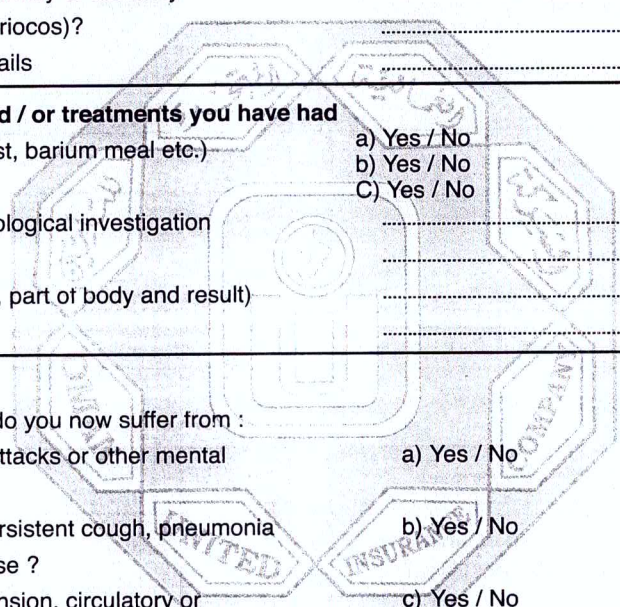 riocos)?
ails
d / or treatments you have had
st, barium meal etc.) a) Yes / No
b) Yes / No
C) Yes / No
ological investigation
, part of body and result)
do you now suffer from :
ttacks or other mental a) Yes / No
rsistent cough, pneumonia b) Yes / No
se ?
nsion, circulatory or c) Yes / No
UNITED
INSURANCE
COMPANY